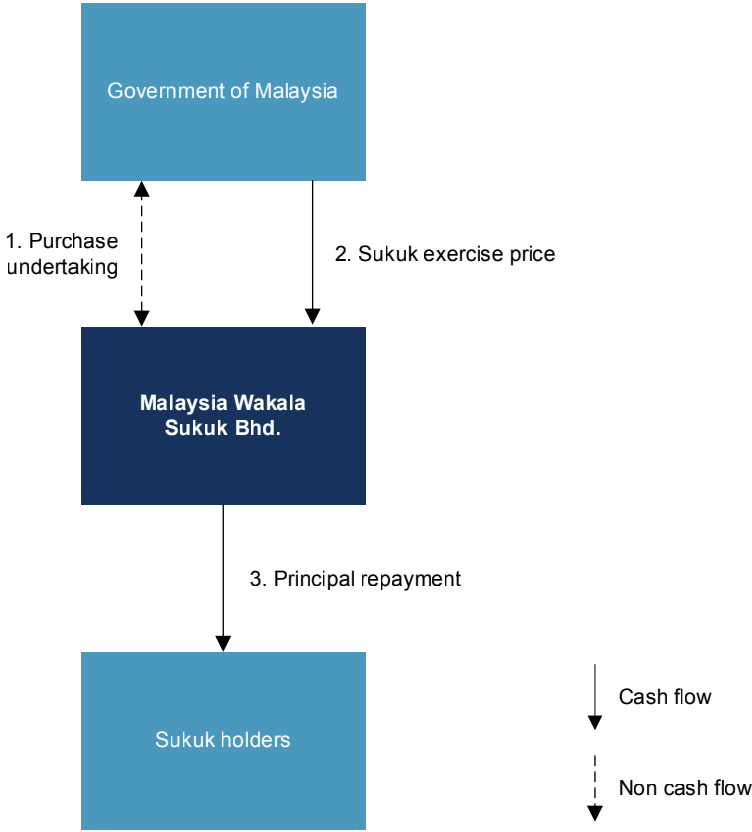 Government of Malaysia
1. Purchase
undertaking
2. Sukuk exercise price
Malaysia Wakala
Sukuk Bhd.
3. Principal repayment
Sukuk holders
Cash flow
Non cash flow